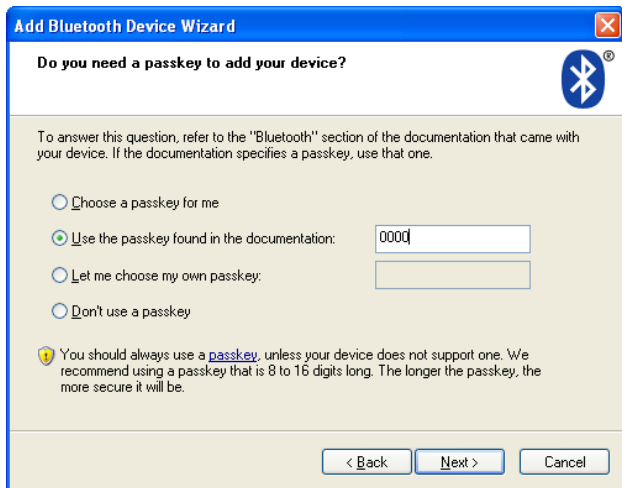 Add Bluetooth Device Wizard
Do you need a passkey to add your device?
®
To answer this question, refer to the "Bluetooth" section of the documentation that came with
your device. If the documentation specifies a passkey, use that one.
Choose a passkey for me
Use the passkey found in the documentation: 0000
Let me choose my own passkey:
Don't use a passkey
You should always use a passkey, unless your device does not support one. We
recommend using a passkey that is 8 to 16 digits long. The longer the passkey, the
more secure it will be.
< Back Next > Cancel